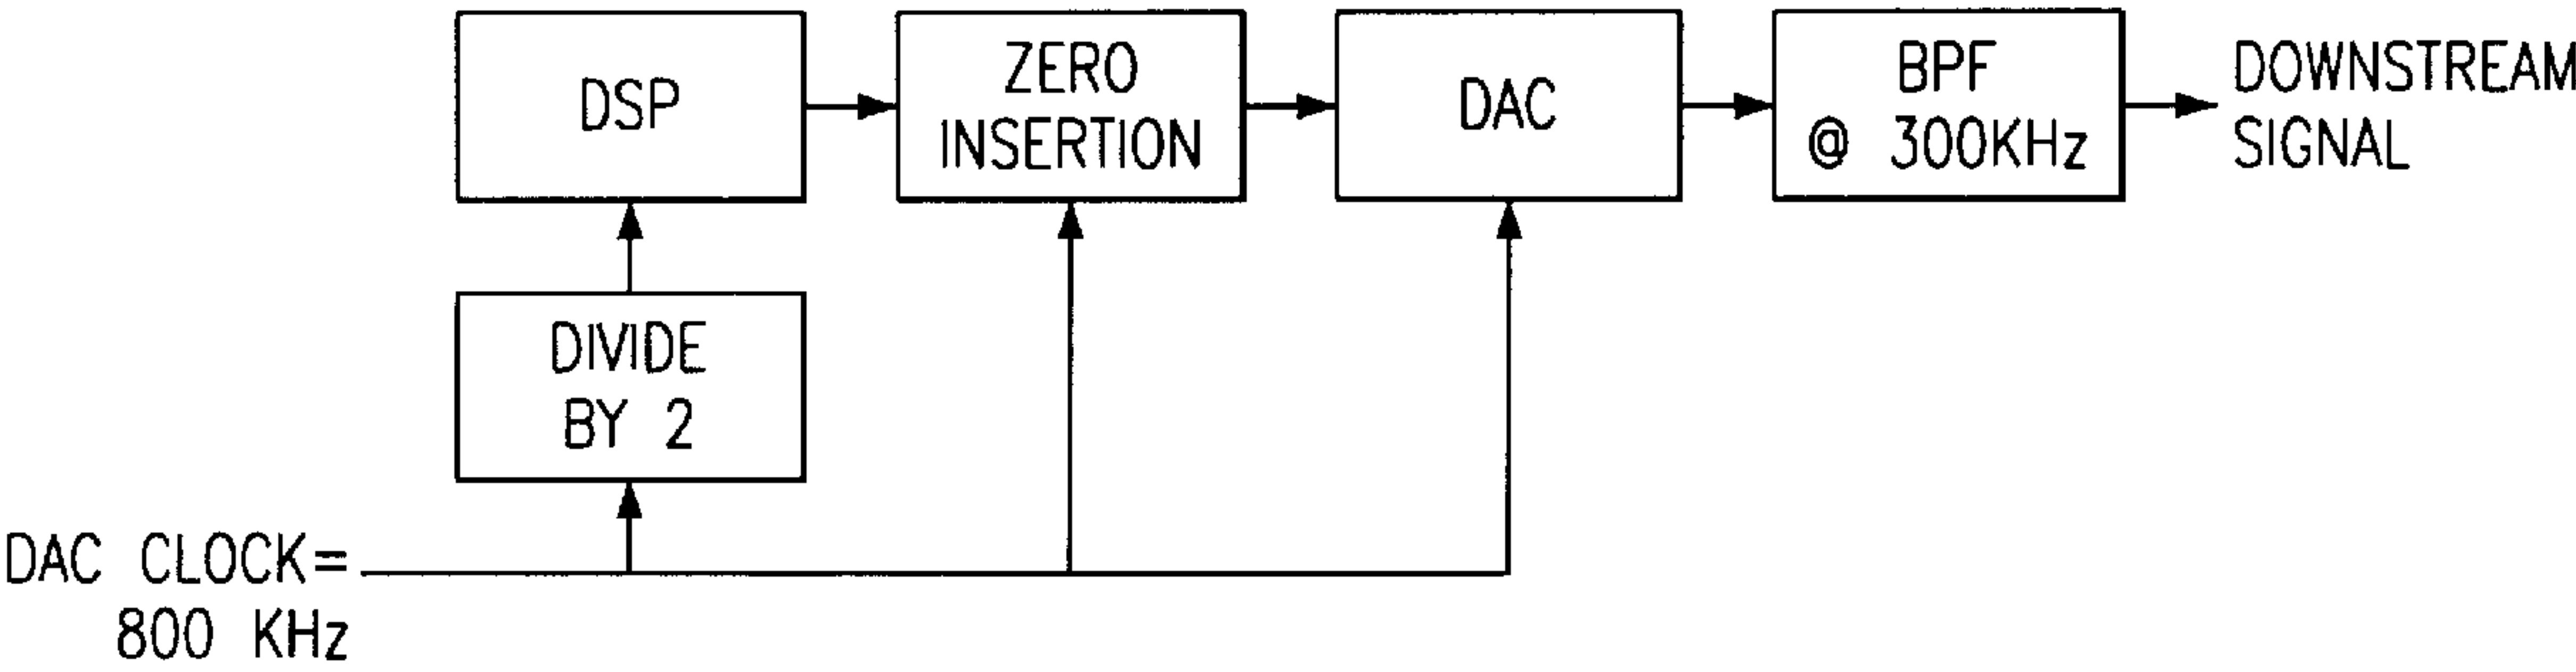 DSP
ZERO
INSERTION
DAC
BPF
@ 300KHz
DOWNSTREAM
SIGNAL
DIVIDE
BY 2
DAC CLOCK=
800 KHz